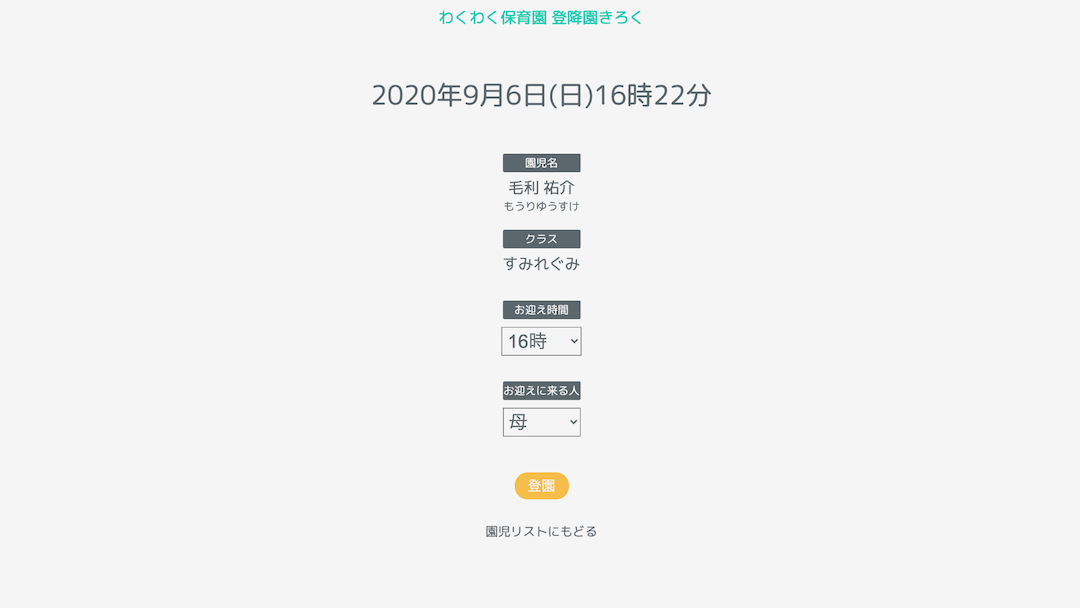 わくわく保育園 登降園きろく
2020年9月6日(日)16時22分
園児名
毛利 祐介
もうりゆうすけ
クラス
すみれぐみ
お迎え時間
16時
お迎えに来る人
母
登園
園児リストにもどる